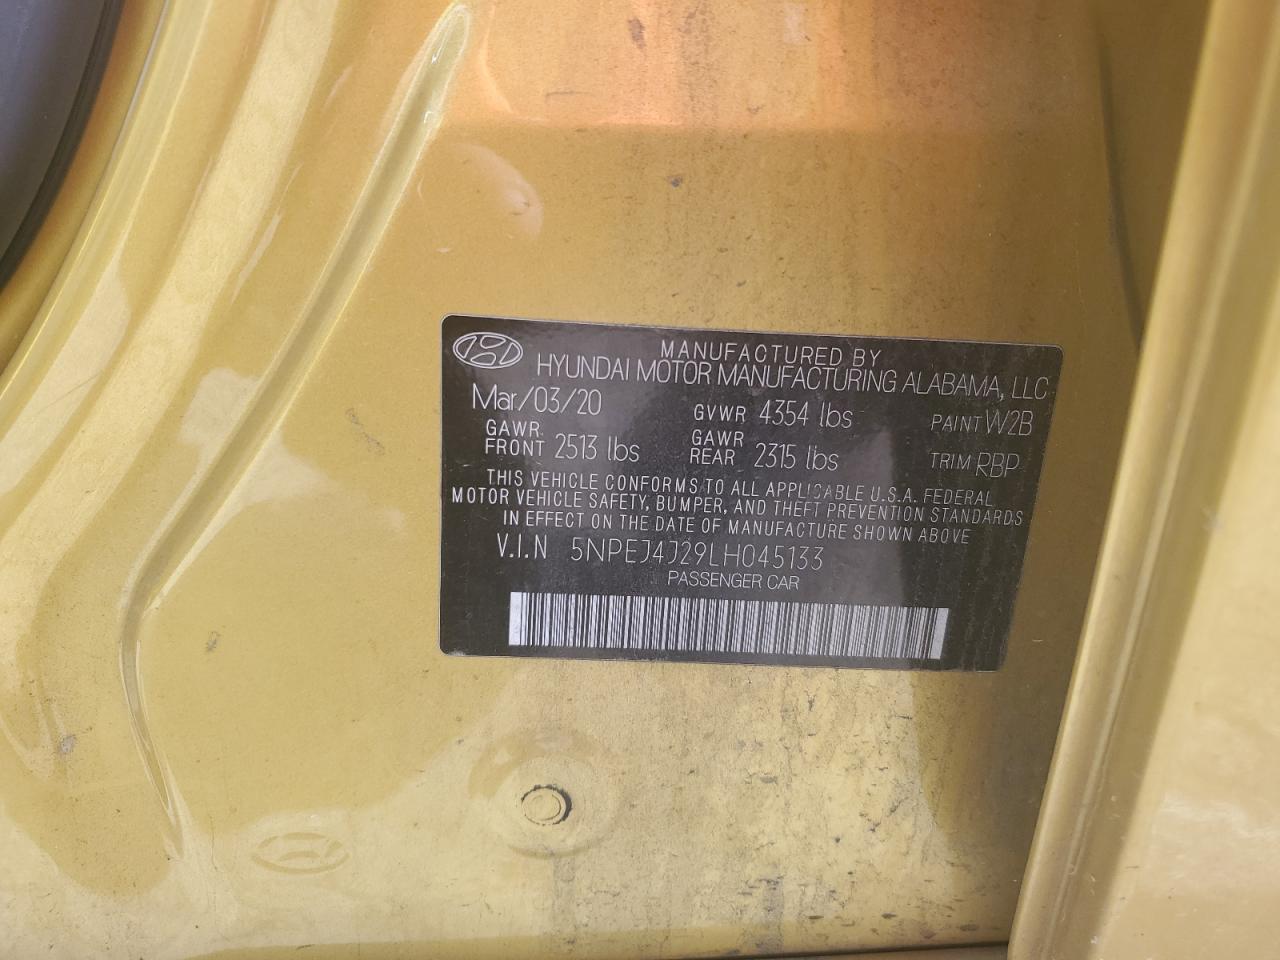 MANUFACTURED BY
HYUNDAI MOTOR MANUFACTURING ALABAMA, LLC
Mar/03/20 GVWR 4354 lbs PAINT W2B
GAWR FRONT 2513 lbs GAWR REAR 2315 lbs TRIM RBP
THIS VEHICLE CONFORMS TO ALL APPLICABLE U.S.A. FEDERAL
MOTOR VEHICLE SAFETY, BUMPER, AND THEFT PREVENTION STANDARDS
IN EFFECT ON THE DATE OF MANUFACTURE SHOWN ABOVE
V.I.N 5NPEJ4J29LH045133
PASSENGER CAR